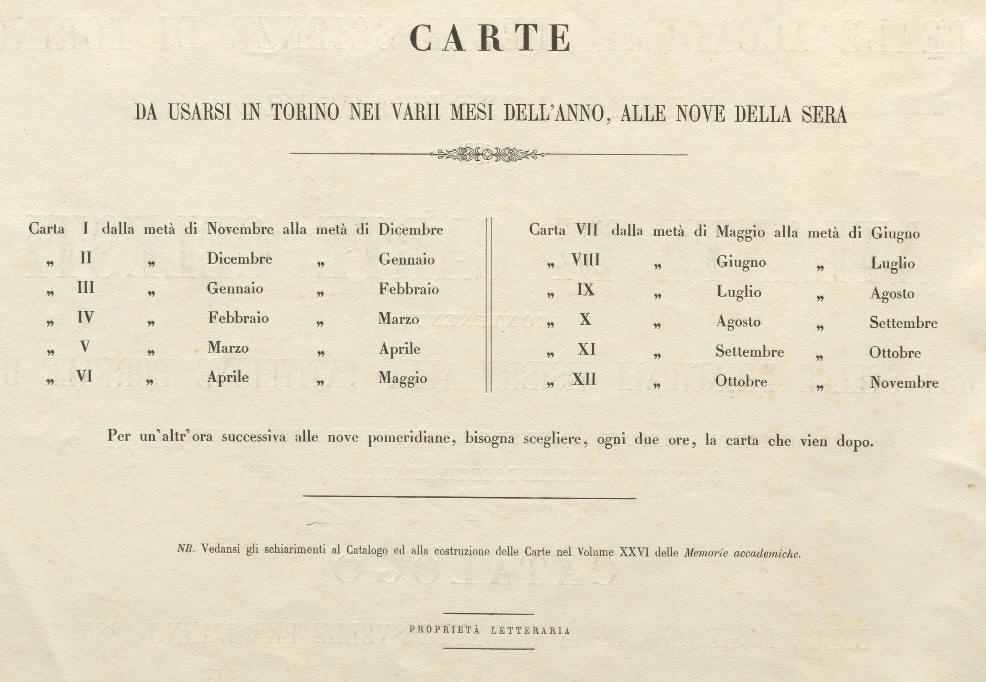 CARTE
DA USARSI IN TORINO NEI VARII MESI DELL'ANNO, ALLE NOVE DELLA SERA
Carta I dalla metà di Novembre alla metà di Dicembre
„ II „ Dicembre „ Gennaio
„ III „ Gennaio „ Febbraio
„ IV „ Febbraio „ Marzo
„ V „ Marzo „ Aprile
„ VI „ Aprile „ Maggio
Carta VII dalla metà di Maggio alla metà di Giugno
„ VIII „ Giugno „ Luglio
„ IX „ Luglio „ Agosto
„ X „ Agosto „ Settembre
„ XI „ Settembre „ Ottobre
„ XII „ Ottobre „ Novembre
Per un'altr'ora successiva alle nove pomeridiane, bisogna scegliere, ogni due ore, la carta che vien dopo.
NB. Vedansi gli schiarimenti al Catalogo ed alla costruzione delle Carte nel Volume XXVI delle Memorie accademiche.
PROPRIETÀ LETTERARIA